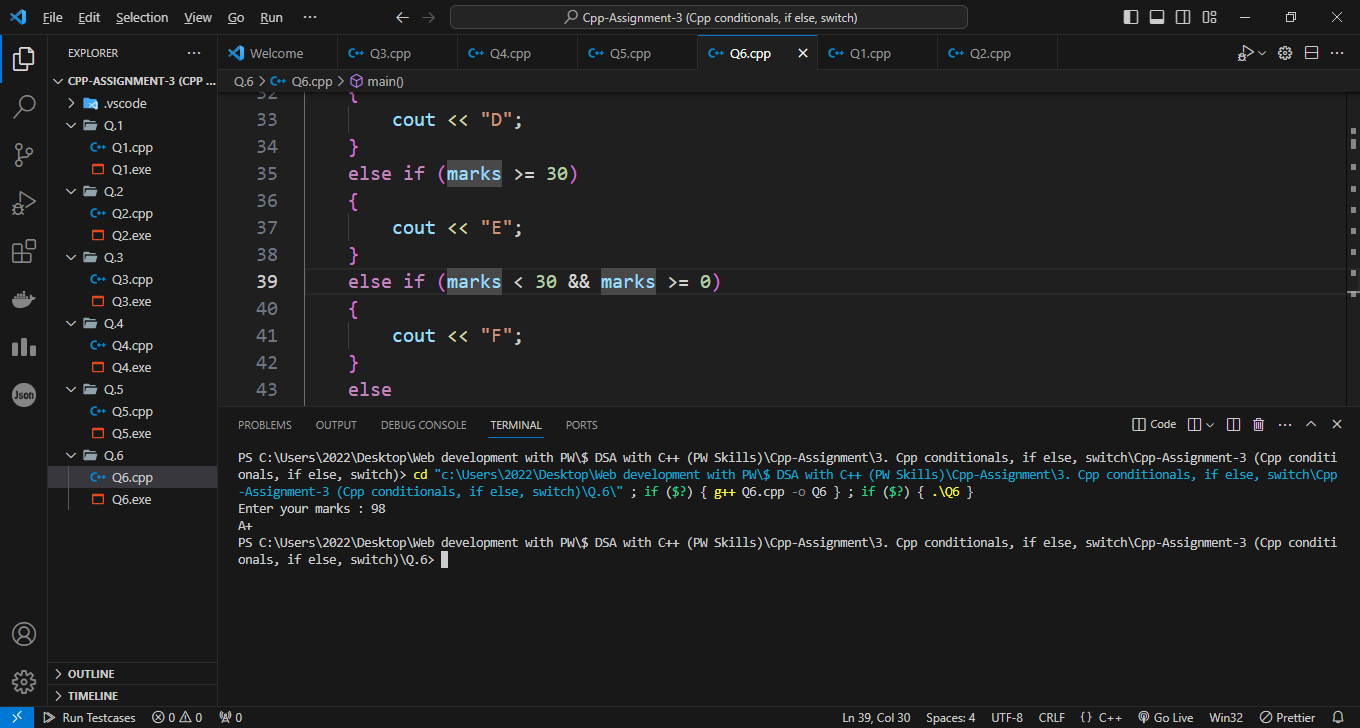 File Edit Selection View Go Run ··· Cpp-Assignment-3 (Cpp conditionals, if else, switch)
EXPLORER ···
Welcome Q3.cpp Q4.cpp Q5.cpp Q6.cpp Q1.cpp Q2.cpp
CPP-ASSIGNMENT-3 (CPP ...
.vscode
Q.1
Q1.cpp
Q1.exe
Q.2
Q2.cpp
Q2.exe
Q.3
Q3.cpp
Q3.exe
Q.4
Q4.cpp
Q4.exe
Q.5
Q5.cpp
Q5.exe
Q.6
Q6.cpp
Q6.exe
OUTLINE
TIMELINE
Json
Q.6 > Q6.cpp > main()
32 {
33 cout << "D";
34 }
35 else if (marks >= 30)
36 {
37 cout << "E";
38 }
39 else if (marks < 30 && marks >= 0)
40 {
41 cout << "F";
42 }
43 else
PROBLEMS OUTPUT DEBUG CONSOLE TERMINAL PORTS Code
PS C:\Users\2022\Desktop\Web development with PW\$ DSA with C++ (PW Skills)\Cpp-Assignment\3. Cpp conditionals, if else, switch\Cpp-Assignment-3 (Cpp conditi
onals, if else, switch)> cd "c:\Users\2022\Desktop\Web development with PW\$ DSA with C++ (PW Skills)\Cpp-Assignment\3. Cpp conditionals, if else, switch\Cpp
-Assignment-3 (Cpp conditionals, if else, switch)\Q.6\" ; if ($?) { g++ Q6.cpp -o Q6 } ; if ($?) { .\Q6 }
Enter your marks : 98
A+
PS C:\Users\2022\Desktop\Web development with PW\$ DSA with C++ (PW Skills)\Cpp-Assignment\3. Cpp conditionals, if else, switch\Cpp-Assignment-3 (Cpp conditi
onals, if else, switch)\Q.6>
Run Testcases 0 0 0 Ln 39, Col 30 Spaces: 4 UTF-8 CRLF {} C++ Go Live Win32 Prettier